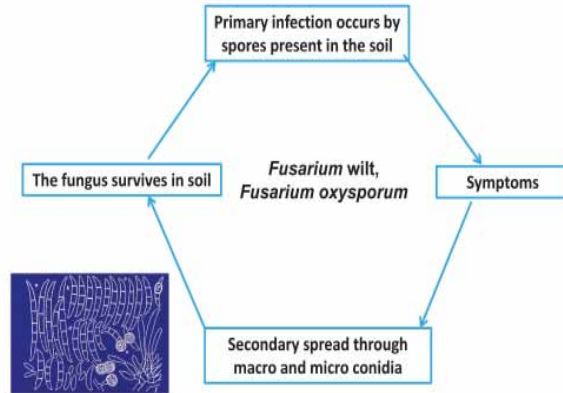 Primary infection occurs by
spores present in the soil
The fungus survives in soil
Fusarium wilt,
Fusarium oxysporum
Symptoms
Secondary spread through
macro and micro conidia